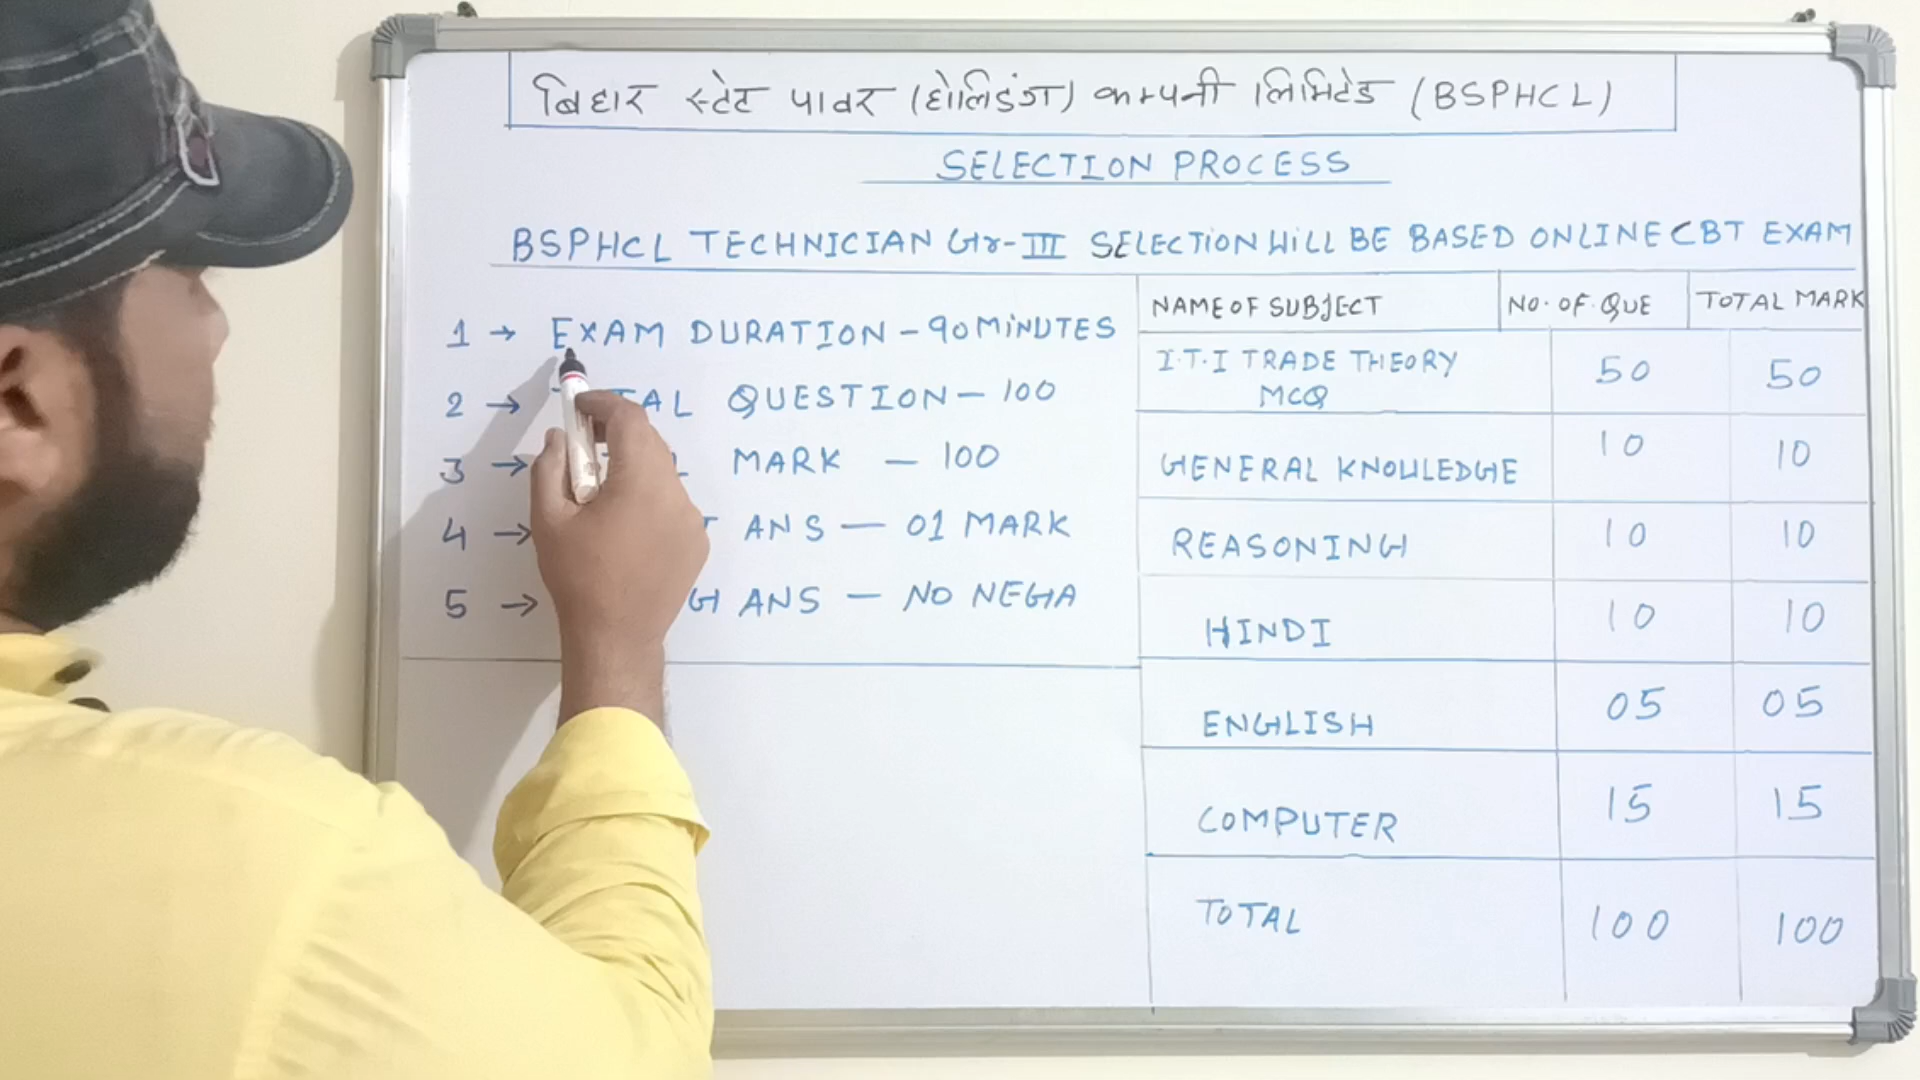 बिहार स्टेट पावर (होल्डिंग) कम्पनी लिमिटेड (BSPHCL)
SELECTION PROCESS
BSPHCL TECHNICIAN Gr-III SELECTION WILL BE BASED ONLINE CBT EXAM
1 → EXAM DURATION - 90 MINUTES
2 → QUESTION - 100
3 → MARK - 100
4 → ANS - 01 MARK
5 → ANS - NO NEGA
NAME OF SUBJECT NO. OF. QUE TOTAL MARK
I.T.I TRADE THEORY MCQ 50 50
GENERAL KNOWLEDGE 10 10
REASONING 10 10
HINDI 10 10
ENGLISH 05 05
COMPUTER 15 15
TOTAL 100 100